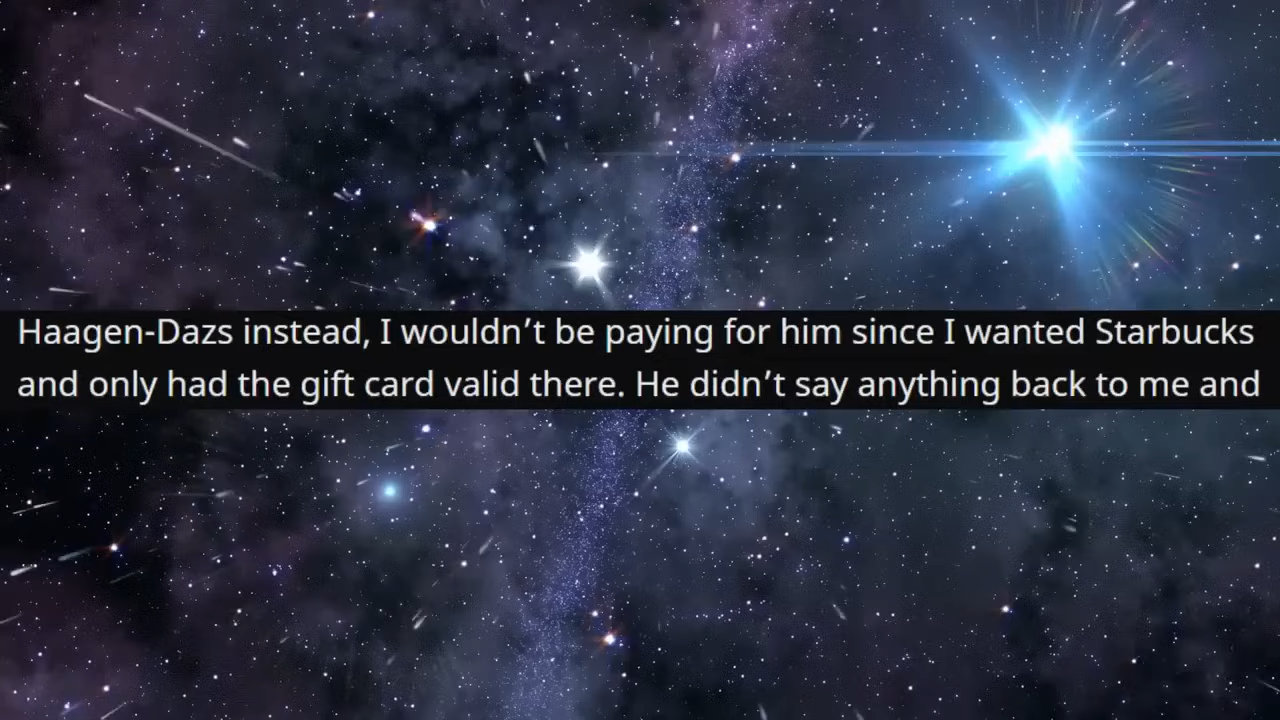 Haagen-Dazs instead, I wouldn’t be paying for him since I wanted Starbucks
and only had the gift card valid there. He didn’t say anything back to me and